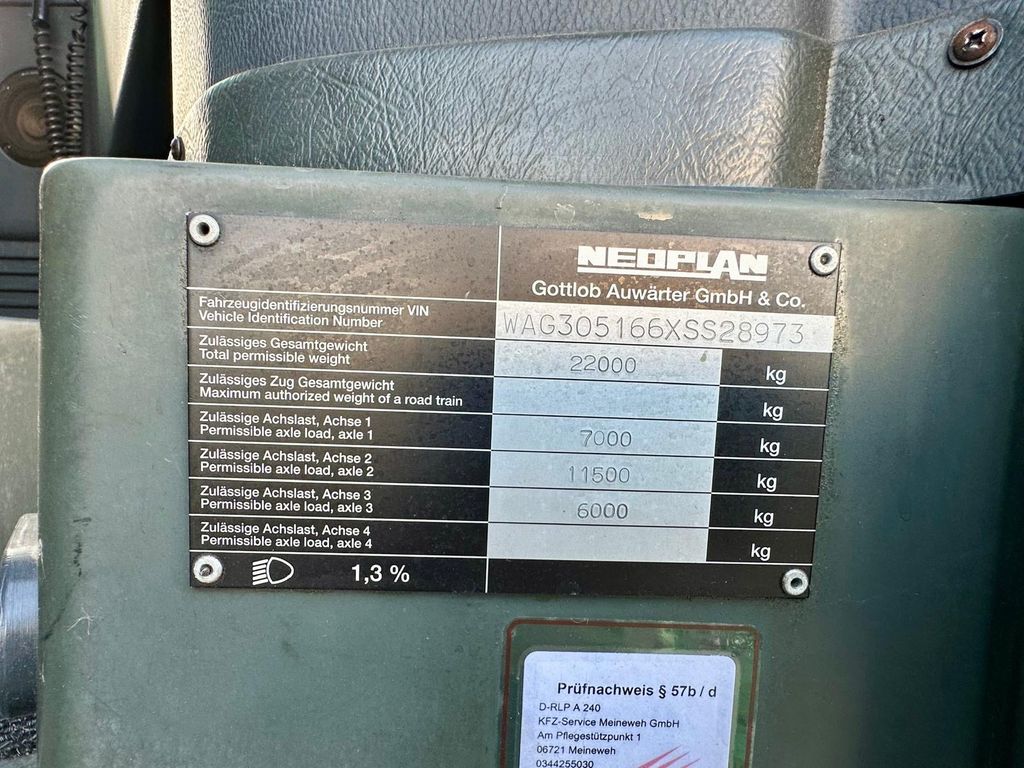 NEOPLAN
Gottlob Auwärter GmbH & Co.
Fahrzeugidentifizierungsnummer VIN
Vehicle Identification Number
WAG305166XSS28973
Zulässiges Gesamtgewicht
Total permissible weight
22000 kg
Zulässiges Zug Gesamtgewicht
Maximum authorized weight of a road train
kg
Zulässige Achslast, Achse 1
Permissible axle load, axle 1
7000 kg
Zulässige Achslast, Achse 2
Permissible axle load, axle 2
11500 kg
Zulässige Achslast, Achse 3
Permissible axle load, axle 3
6000 kg
Zulässige Achslast, Achse 4
Permissible axle load, axle 4
kg
1,3 %
Prüfnachweis § 57b / d
D-RLP A 240
KFZ-Service Meineweh GmbH
Am Pflegestützpunkt 1
06721 Meineweh
0344255030